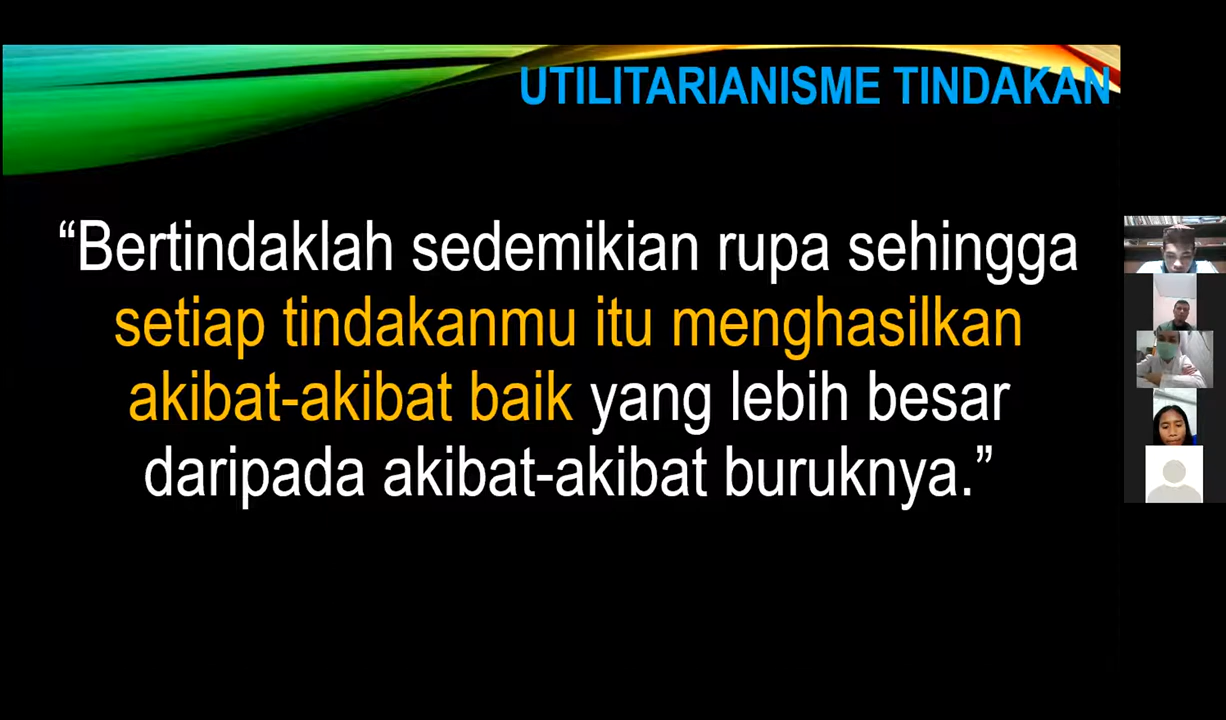 UTILITARIANISME TINDAKAN
“Bertindaklah sedemikian rupa sehingga
setiap tindakanmu itu menghasilkan
akibat-akibat baik yang lebih besar
daripada akibat-akibat buruknya.”